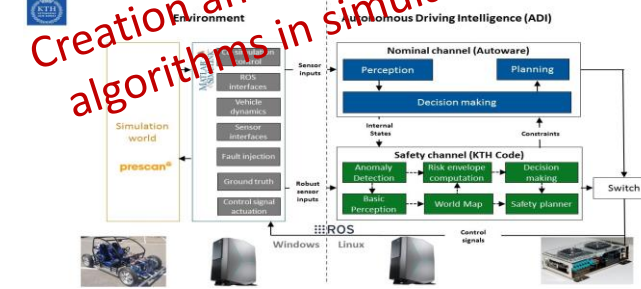 KTH
Environment
Autonomous Driving Intelligence (ADI)
Creation an
algorithms in simul
Simulation
world
prescan®
control
ROS
interfaces
Vehicle
dynamics
Sensor
interfaces
Fault injection
Ground truth
Control signal
actuation
Sensor
inputs
Robust
sensor
inputs
Nominal channel (Autoware)
Perception
Planning
Decision making
Internal
States
Constraints
Safety channel (KTH Code)
Anomaly
Detection
Risk envelope
computation
Decision
making
Basic
Perception
World Map
Safety planner
Switch
ROS
Windows
Linux
Control
signals